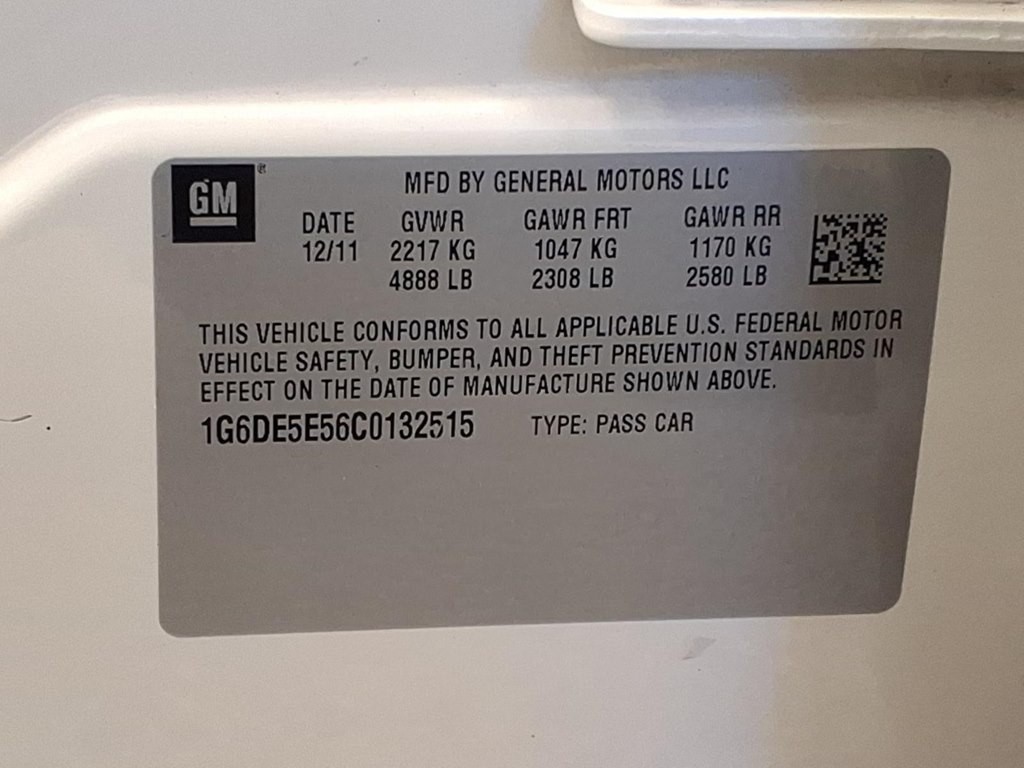 GM
MFD BY GENERAL MOTORS LLC
DATE GVWR GAWR FRT GAWR RR
12/11 2217 KG 1047 KG 1170 KG
4888 LB 2308 LB 2580 LB
THIS VEHICLE CONFORMS TO ALL APPLICABLE U.S. FEDERAL MOTOR
VEHICLE SAFETY, BUMPER, AND THEFT PREVENTION STANDARDS IN
EFFECT ON THE DATE OF MANUFACTURE SHOWN ABOVE.
1G6DE5E56C0132515 TYPE: PASS CAR